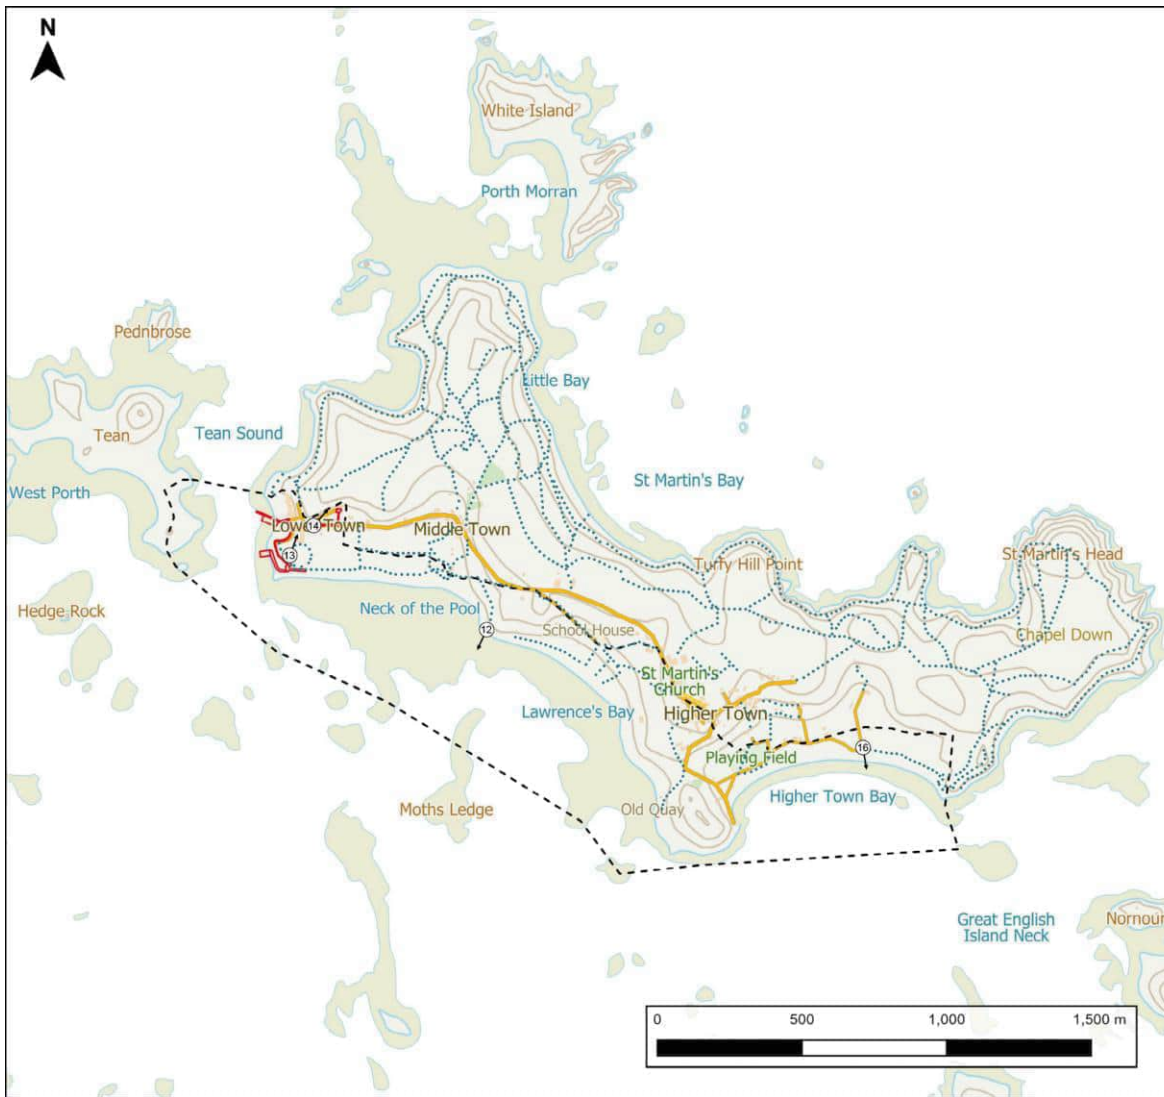 N
White Island
Porth Morran
Pednbrose
Little Bay
Tean
Tean Sound
West Porth
St Martin's Bay
Lower Town
14
Middle Town
13
Turfy Hill Point
St Martin's Head
Hedge Rock
Neck of the Pool
12
School House
Chapel Down
St Martin's
Church
Lawrence's Bay
Higher Town
16
Playing Field
Moths Ledge
Old Quay
Higher Town Bay
Great English
Island Neck
Nornour
0 500 1,000 1,500 m